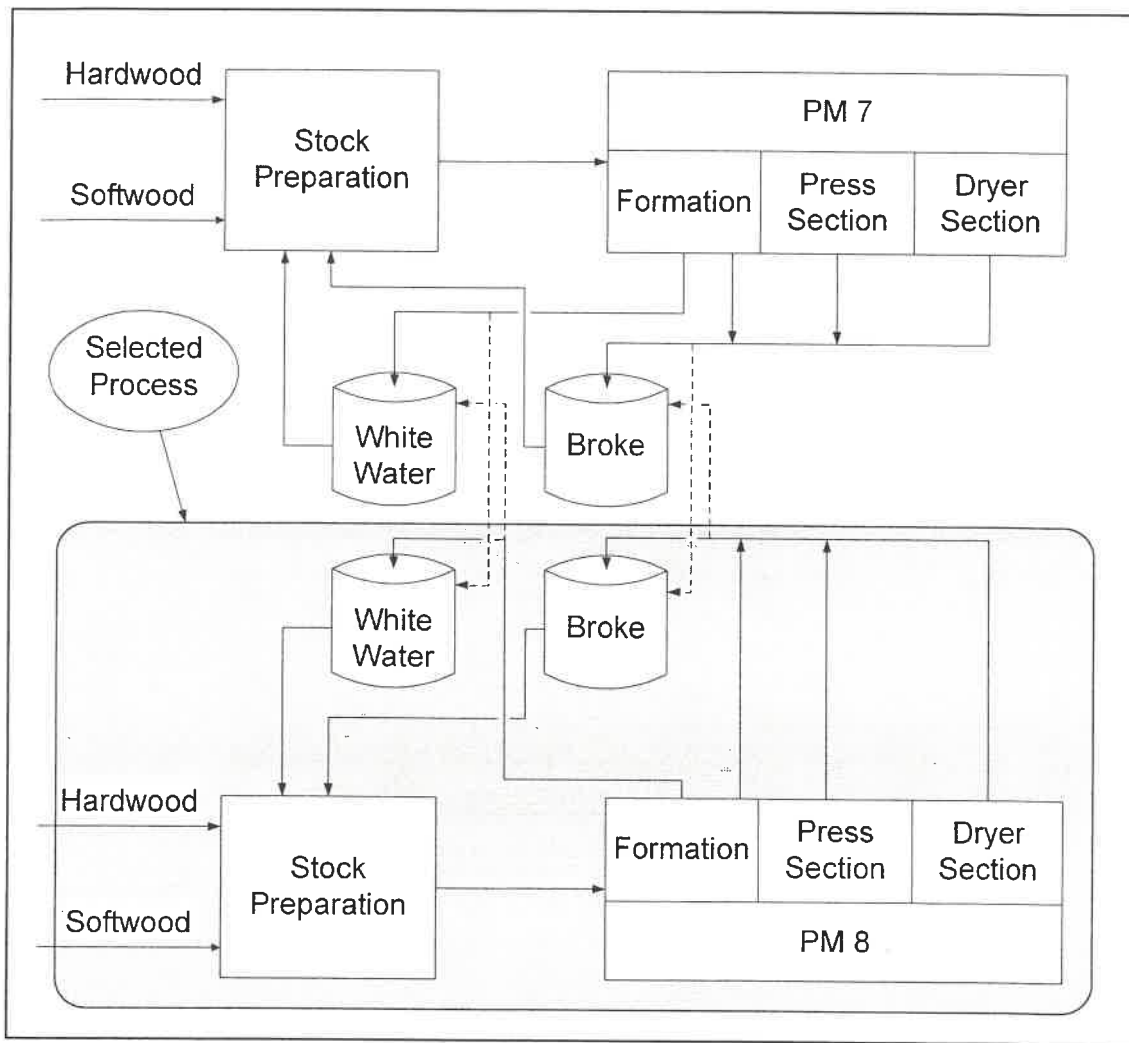 Hardwood
Softwood
Stock
Preparation
PM 7
Formation
Press
Section
Dryer
Section
Selected
Process
White
Water
Broke
White
Water
Broke
Hardwood
Softwood
Stock
Preparation
Formation
Press
Section
Dryer
Section
PM 8